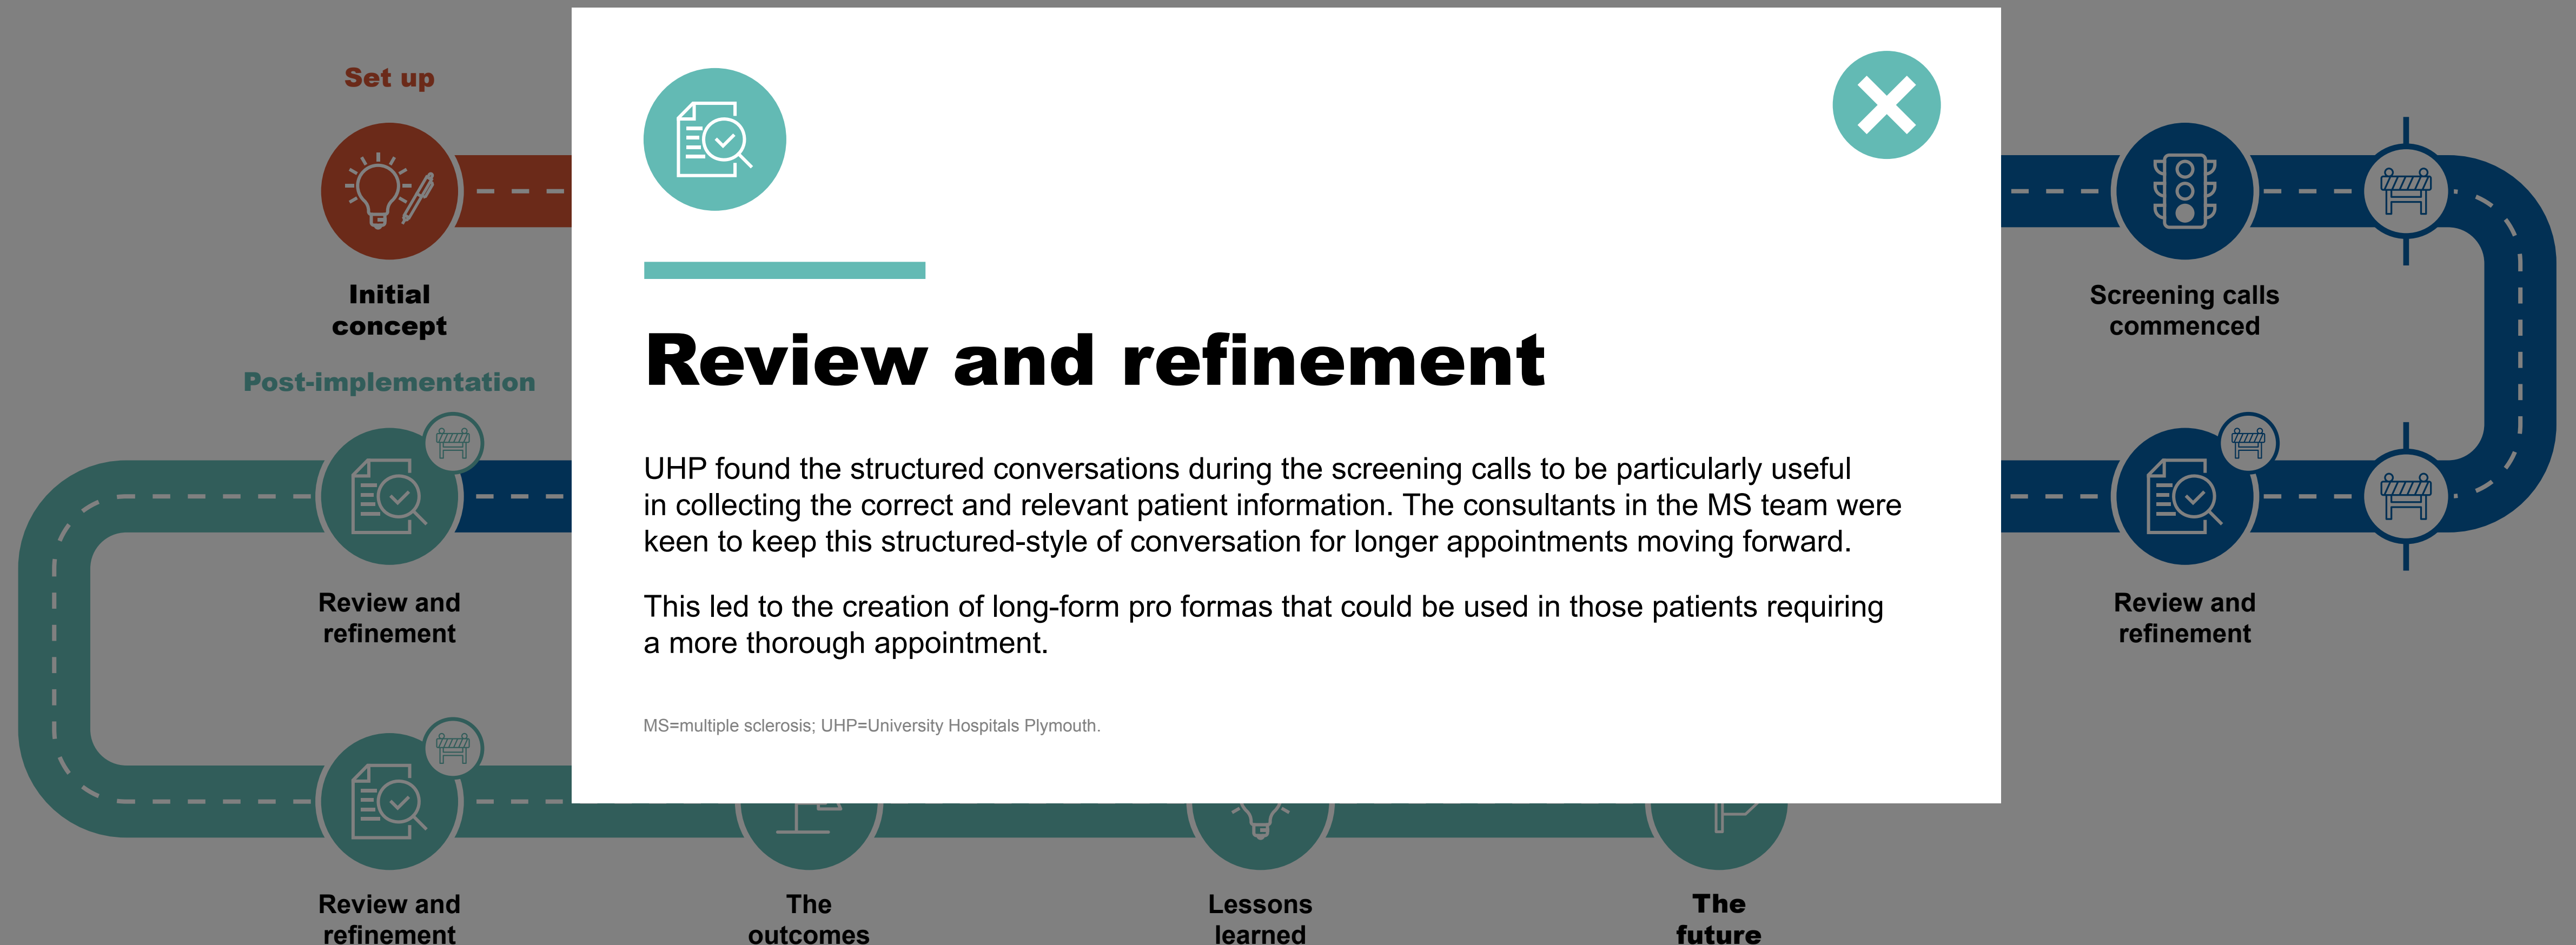 Set up
Initial
concept
Post-implementation
Review and
refinement
Review and
refinement
The
outcomes
Lessons
learned
The
future
Screening calls
commenced
Review and
refinement
Review and refinement
UHP found the structured conversations during the screening calls to be particularly useful
in collecting the correct and relevant patient information. The consultants in the MS team were
keen to keep this structured-style of conversation for longer appointments moving forward.
This led to the creation of long-form pro formas that could be used in those patients requiring
a more thorough appointment.
MS=multiple sclerosis; UHP=University Hospitals Plymouth.